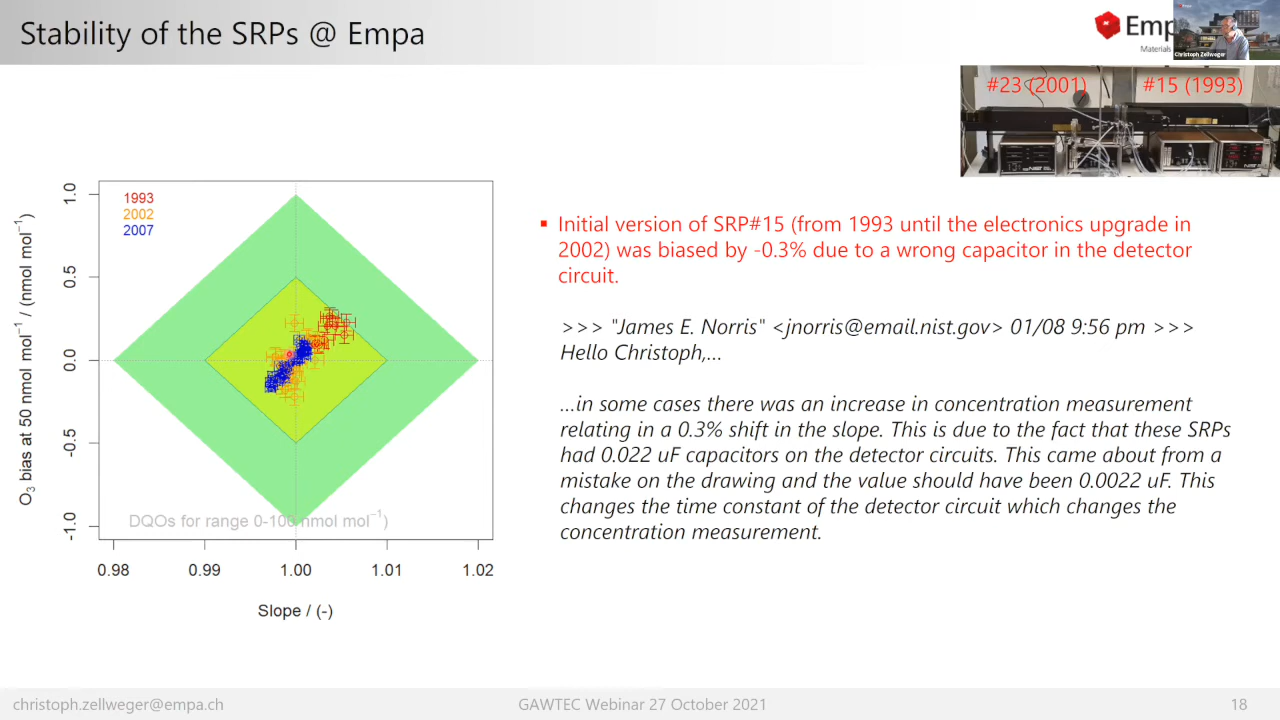 Stability of the SRPs @ Empa
Emp
Materials
Empa
Christoph Zellweger
#23 (2001)
#15 (1993)
1993
2002
2007
1.0
0.5
0.0
-0.5
-1.0
O3 bias at 50 nmol mol−1 / (nmol mol−1)
DQOs for range 0-100 nmol mol−1)
0.98 0.99 1.00 1.01 1.02
Slope / (-)
▪ Initial version of SRP#15 (from 1993 until the electronics upgrade in
2002) was biased by -0.3% due to a wrong capacitor in the detector
circuit.
>>> "James E. Norris" <jnorris@email.nist.gov> 01/08 9:56 pm >>>
Hello Christoph,...
...in some cases there was an increase in concentration measurement
relating in a 0.3% shift in the slope. This is due to the fact that these SRPs
had 0.022 uF capacitors on the detector circuits. This came about from a
mistake on the drawing and the value should have been 0.0022 uF. This
changes the time constant of the detector circuit which changes the
concentration measurement.
christoph.zellweger@empa.ch
GAWTEC Webinar 27 October 2021
18